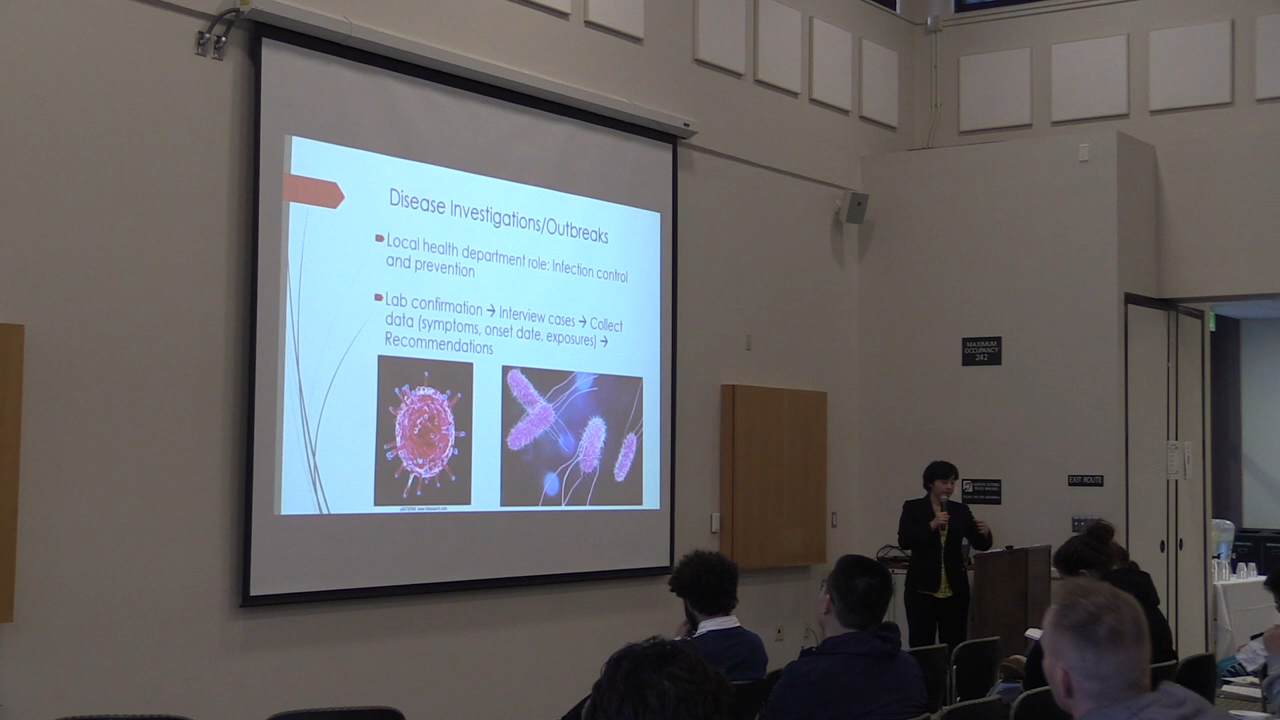 Disease Investigations/Outbreaks
Local health department role: Infection control
and prevention
Lab confirmation → Interview cases → Collect
data (symptoms, onset date, exposures) →
Recommendations
MAXIMUM
OCCUPANCY
242
EXIT ROUTE